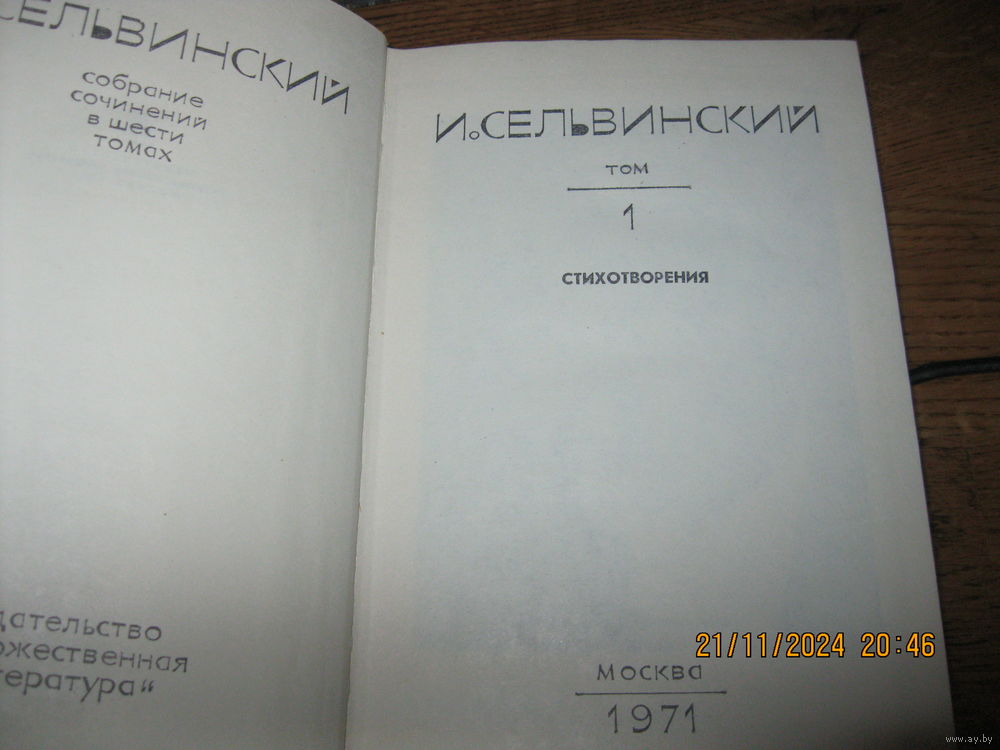 СЕЛЬВИНСКИЙ
собрание
сочинений
в шести
томах
дательство
ожественная
тература"
И.СЕЛЬВИНСКИЙ
том
1
СТИХОТВОРЕНИЯ
Москва
1971
21/11/2024 20:46
www.ay.by